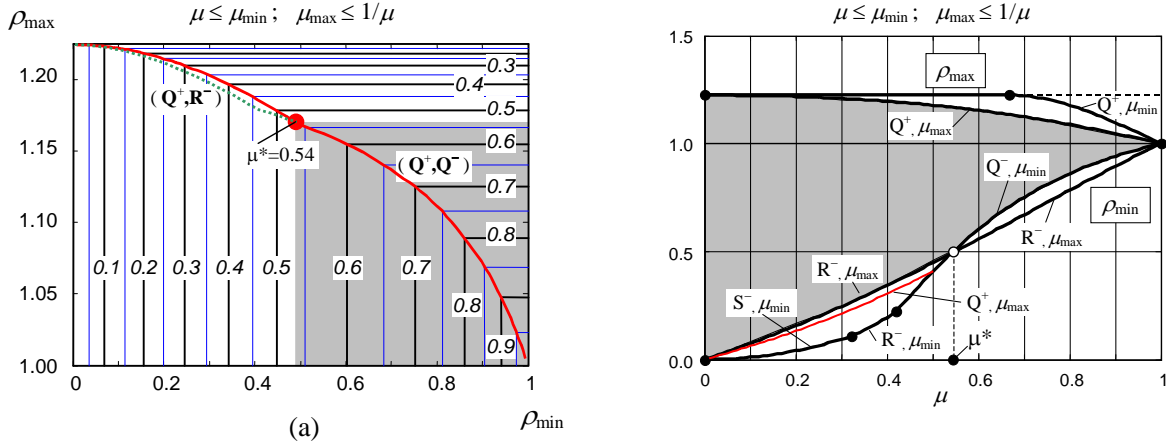 μ ≤ μmin ; μmax ≤ 1/μ
ρmax
1.20
1.15
1.10
1.05
1.00
0
0.2
0.4
0.6
0.8
1
ρmin
(Q⁺,R⁻)
μ*=0.54
(Q⁺,Q⁻)
0.3
0.4
0.5
0.6
0.7
0.8
0.1
0.2
0.3
0.4
0.5
0.6
0.7
0.8
0.9
(a)
μ ≤ μmin ; μmax ≤ 1/μ
1.5
1.0
0.5
0.0
ρmax
Q⁺, μmin
Q⁺, μmax
Q⁻, μmin
ρmin
R⁻, μmax
R⁻, μmax
S⁻, μmin
Q⁺, μmax
R⁻, μmin
μ*
0
0.2
0.4
0.6
0.8
1
μ